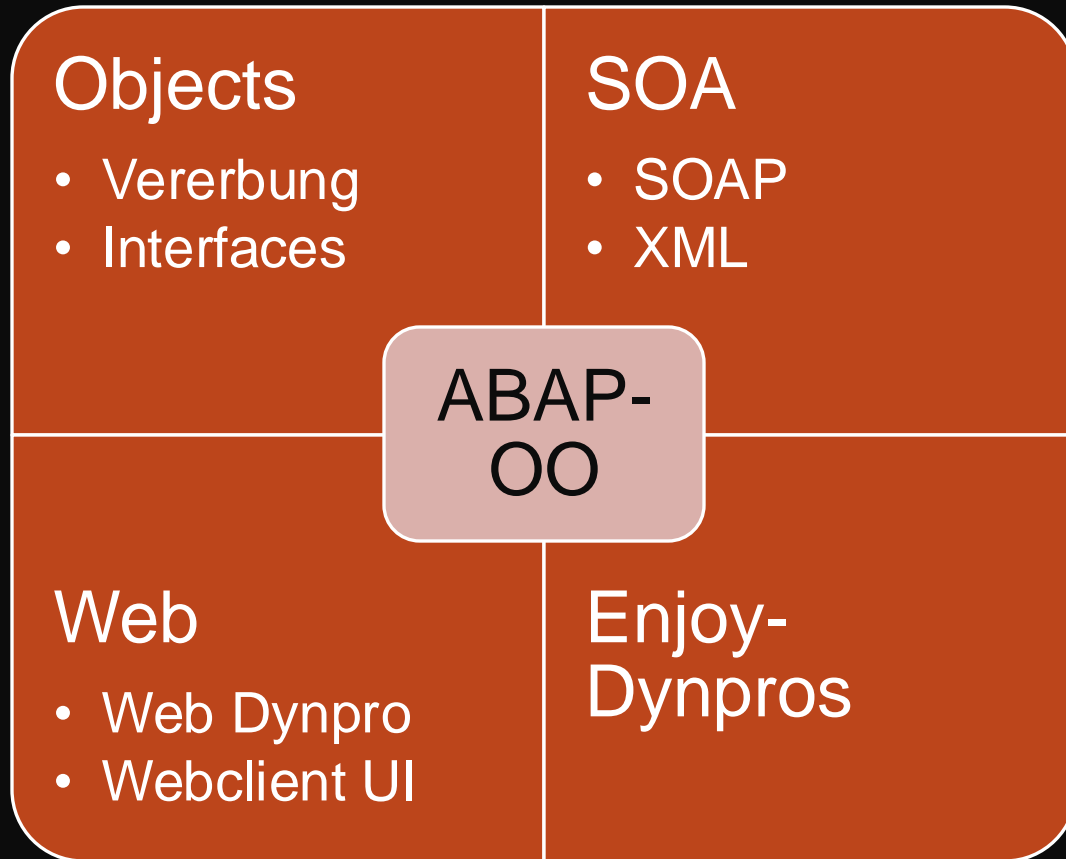 Objects
• Vererbung
• Interfaces
SOA
• SOAP
• XML
ABAP-
OO
Web
• Web Dynpro
• Webclient UI
Enjoy-
Dynpros